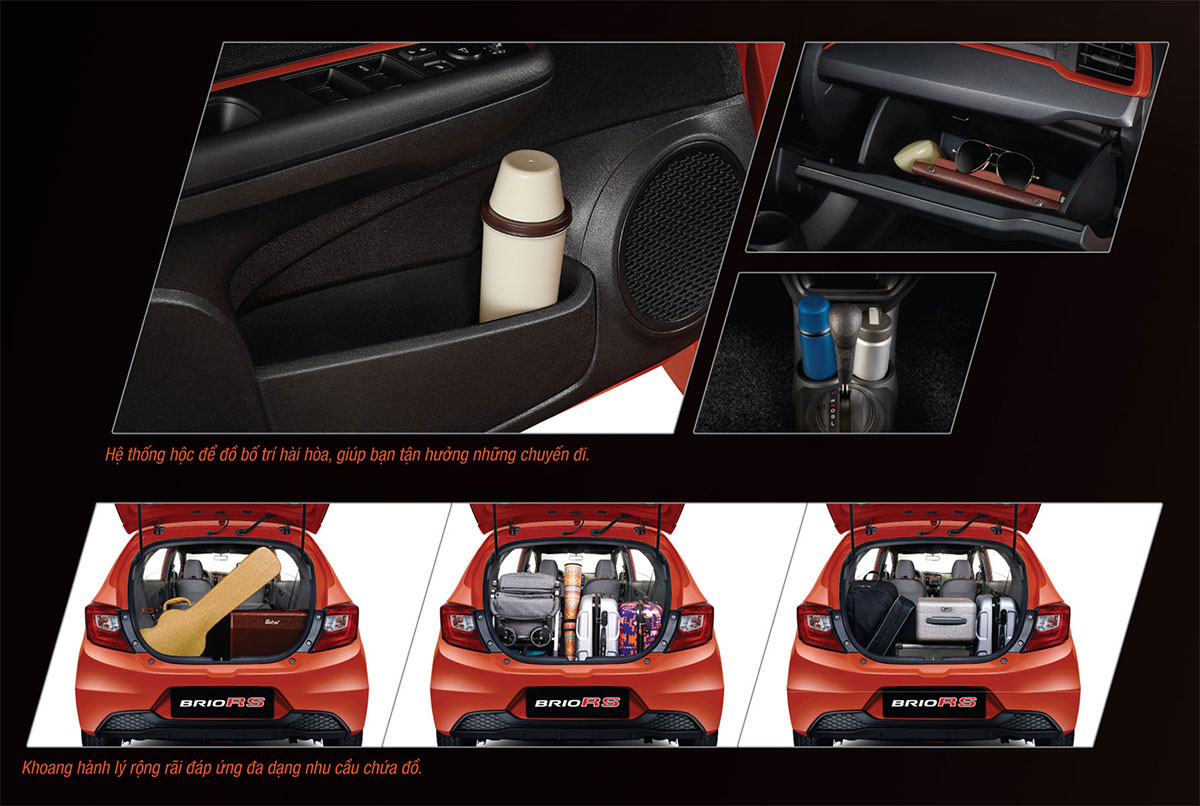 Hệ thống hộc để đồ bố trí hài hòa, giúp bạn tận hưởng những chuyến đi.
BRIO RS
BRIO RS
BRIO RS
Khoang hành lý rộng rãi đáp ứng đa dạng nhu cầu chứa đồ.